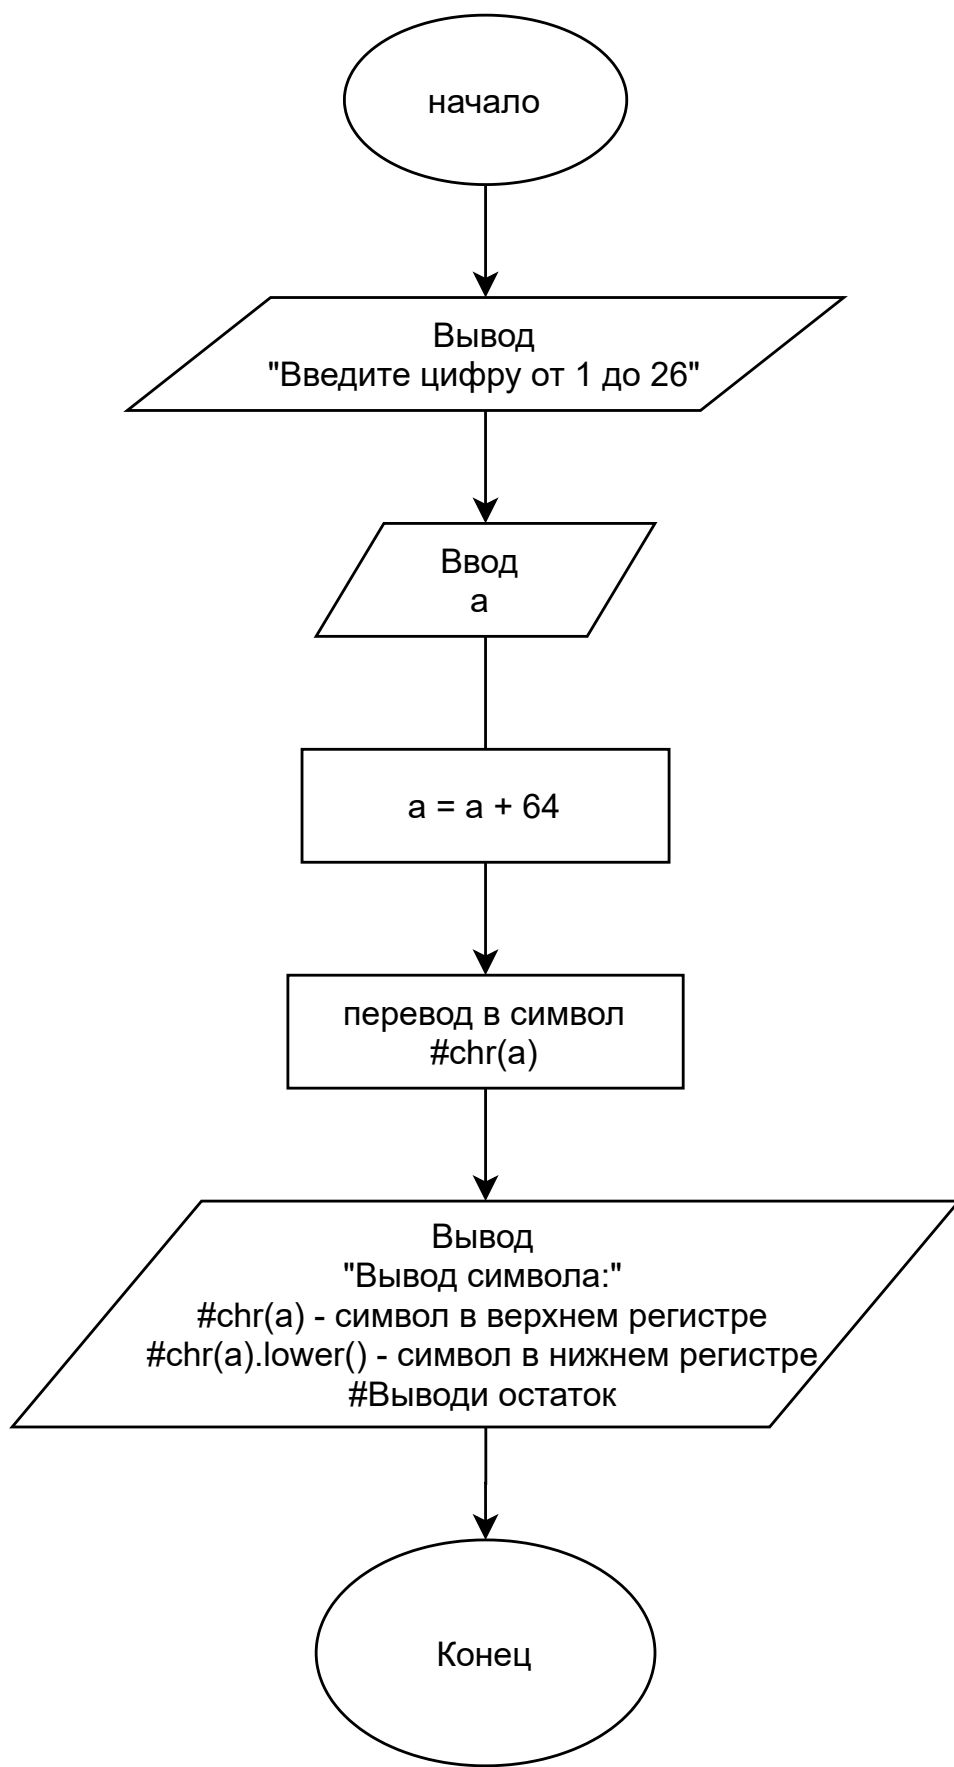 начало
Вывод
"Введите цифру от 1 до 26"
Ввод
a
a = a + 64
перевод в символ
#chr(a)
Вывод
"Вывод символа:"
#chr(a) - символ в верхнем регистре
#chr(a).lower() - символ в нижнем регистре
#Выводи остаток
Конец